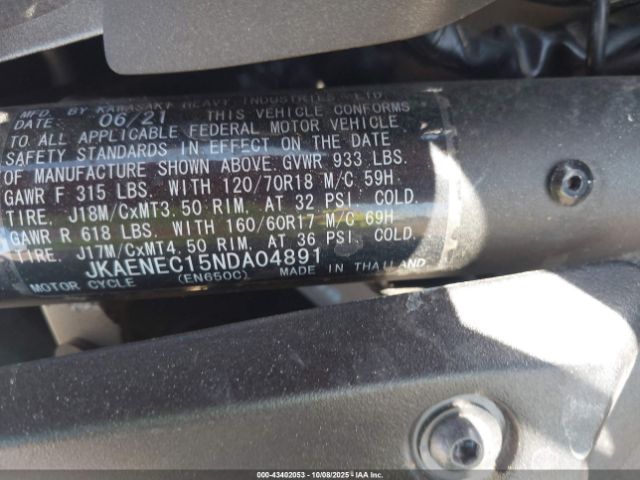 MFD. BY KAWASAKI HEAVY INDUSTRIES, LTD.
DATE: 06/21 THIS VEHICLE CONFORMS
TO ALL APPLICABLE FEDERAL MOTOR VEHICLE
SAFETY STANDARDS IN EFFECT ON THE DATE
OF MANUFACTURE SHOWN ABOVE. GVWR 933 LBS.
GAWR F 315 LBS. WITH 120/70R18 M/C 59H
TIRE, J18M/CxMT3.50 RIM, AT 32 PSI. COLD.
GAWR R 618 LBS. WITH 160/60R17 M/C 69H
TIRE, J17M/CxMT4.50 RIM, AT 36 PSI. COLD.
JKAENEC15NDA04891
MOTOR CYCLE (EN650C) MADE IN THAILAND
000-43402053 - 10/08/2025 - IAAI. COM